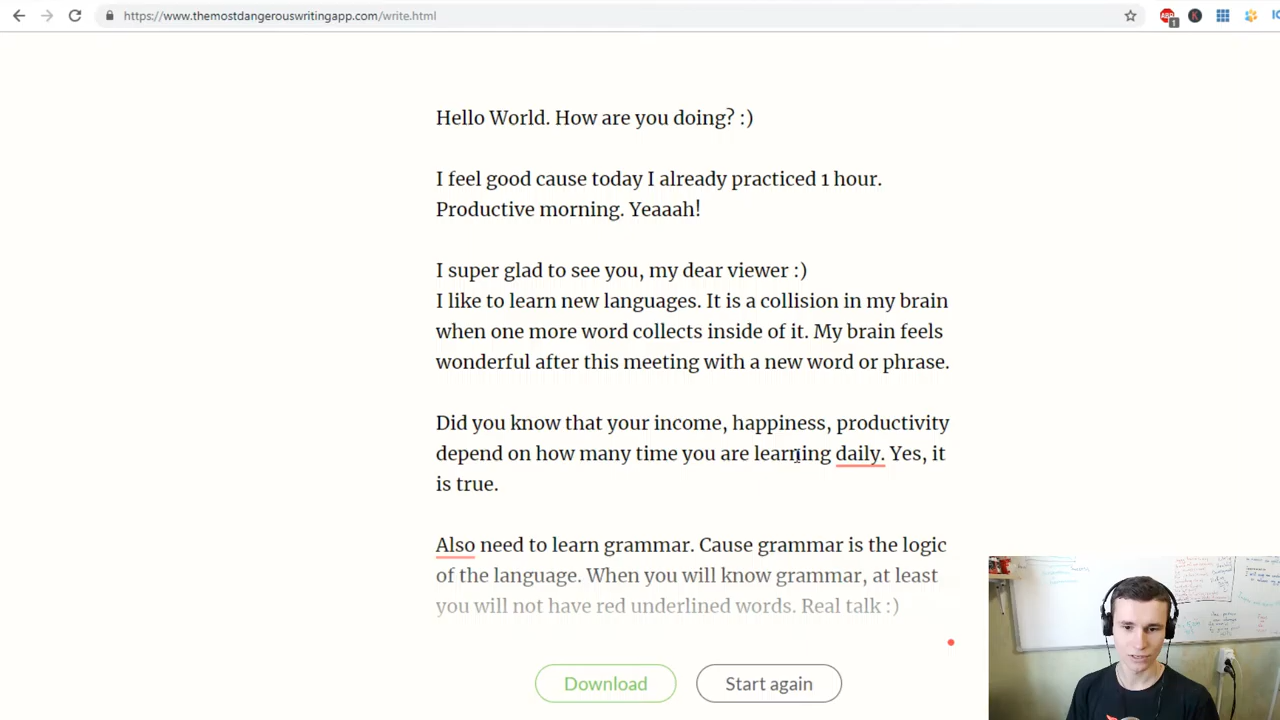 https://www.themostdangerouswritingapp.com/write.html
Hello World. How are you doing? :)
I feel good cause today I already practiced 1 hour.
Productive morning. Yeaaah!
I super glad to see you, my dear viewer :)
I like to learn new languages. It is a collision in my brain
when one more word collects inside of it. My brain feels
wonderful after this meeting with a new word or phrase.
Did you know that your income, happiness, productivity
depend on how many time you are learning daily. Yes, it
is true.
Also need to learn grammar. Cause grammar is the logic
of the language. When you will know grammar, at least
you will not have red underlined words. Real talk :)
Download
Start again